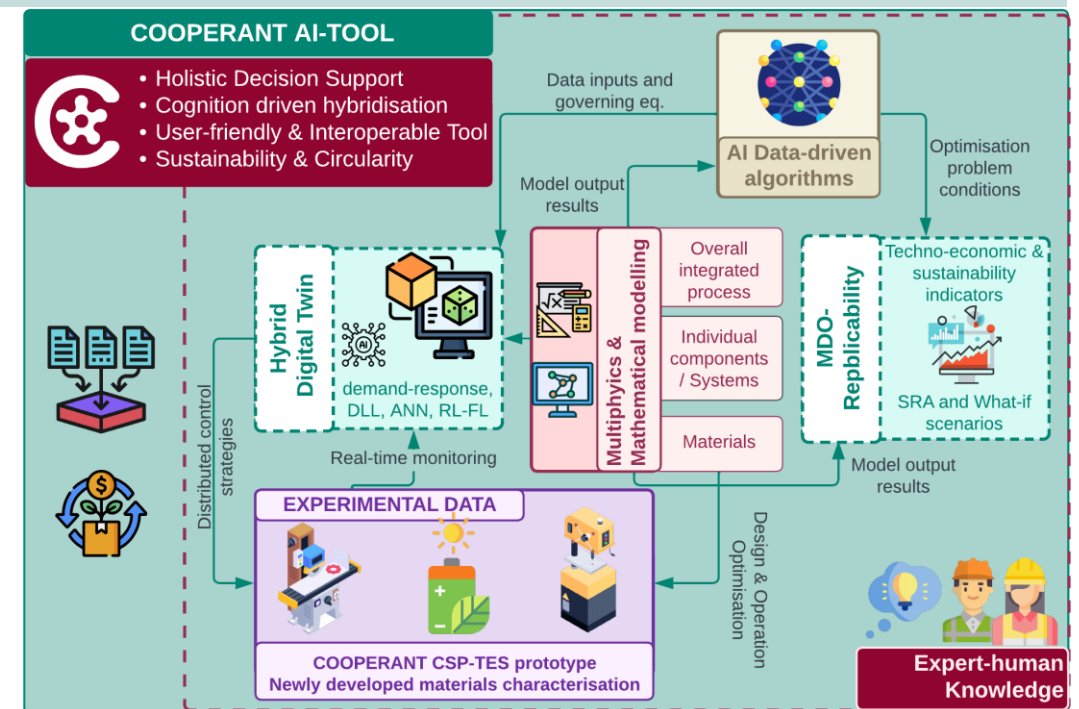 COOPERANT AI-TOOL
• Holistic Decision Support
• Cognition driven hybridisation
• User-friendly & Interoperable Tool
• Sustainability & Circularity
Data inputs and
governing eq.
AI Data-driven
algorithms
Optimisation
problem
conditions
Model output
results
Hybrid
Digital Twin
AI
demand-response,
DLL, ANN, RL-FL
Multiphyics &
Mathematical modelling
√x
Overall
integrated
process
Individual
components
/ Systems
Materials
MDO-
Repblicability
Techno-economic &
sustainability
indicators
SRA and What-if
scenarios
Distributed control
strategies
Real-time monitoring
Model output
results
Design & Operation
Optimisation
EXPERIMENTAL DATA
COOPERANT CSP-TES prototype
Newly developed materials characterisation
$
Expert-human
Knowledge